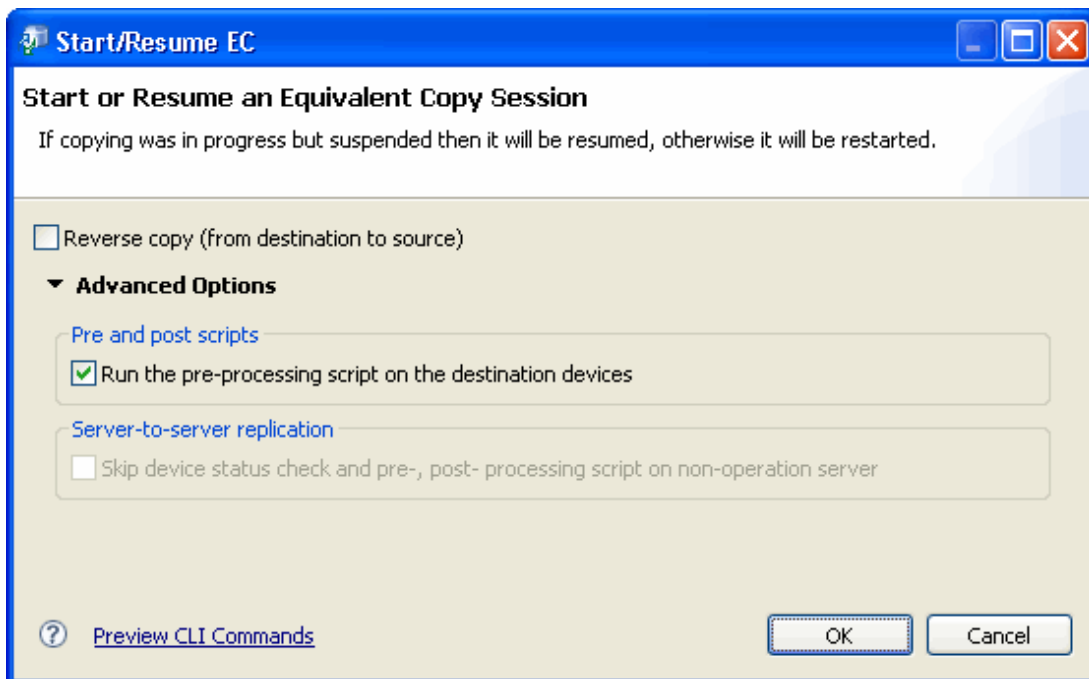 Start/Resume EC
Start or Resume an Equivalent Copy Session
If copying was in progress but suspended then it will be resumed, otherwise it will be restarted.
Reverse copy (from destination to source)
Advanced Options
Pre and post scripts
Run the pre-processing script on the destination devices
Server-to-server replication
Skip device status check and pre-, post- processing script on non-operation server
? Preview CLI Commands
OK
Cancel